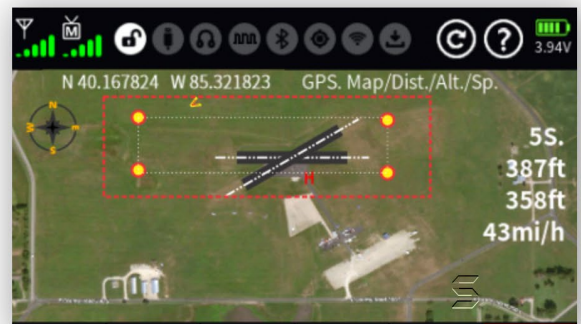 M
3.94V
N 40.167824 W 85.321823 GPS. Map/Dist./Alt./Sp.
N
W E
S
5S.
387ft
358ft
43mi/h
M